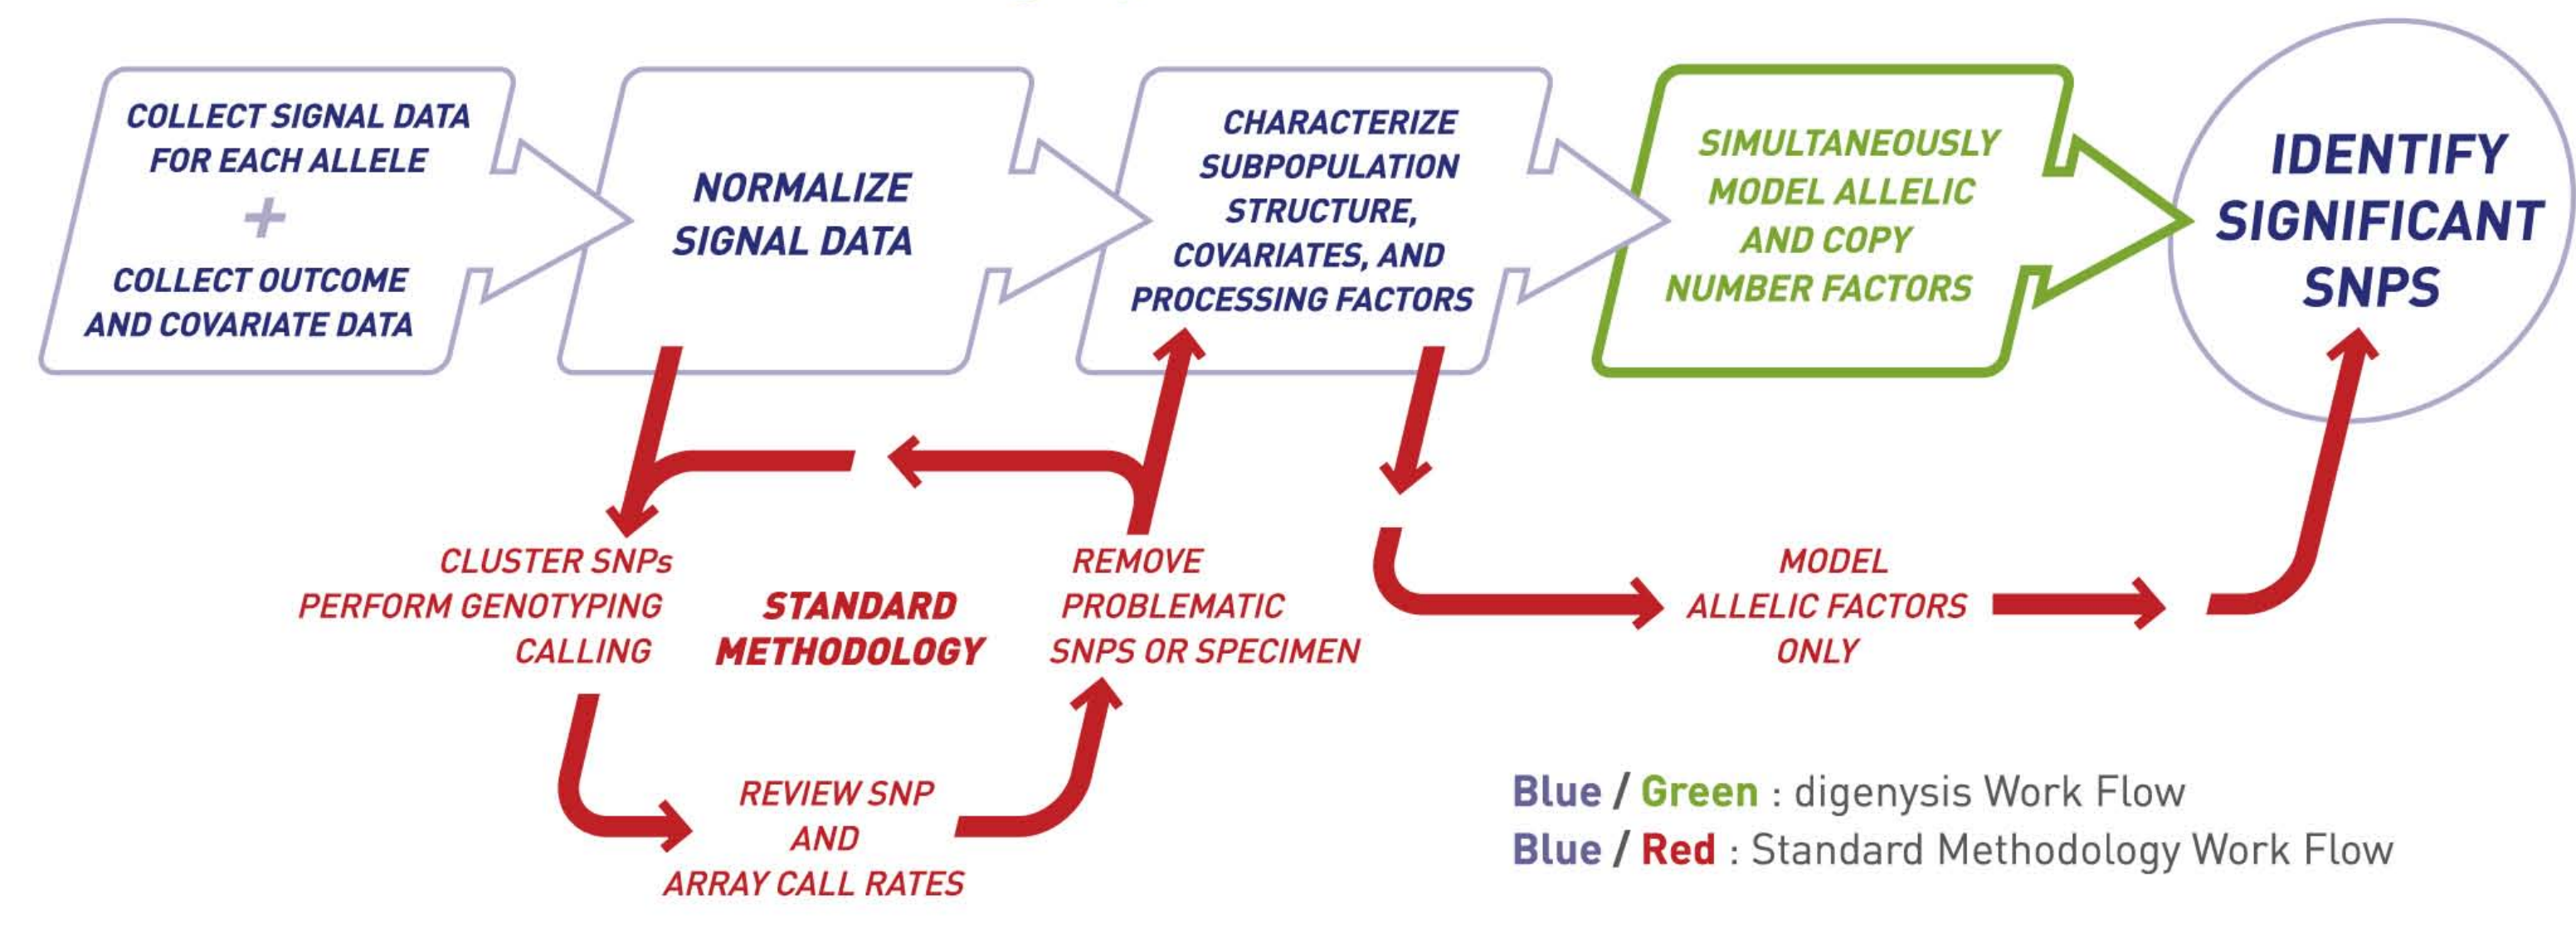 COLLECT SIGNAL DATA
FOR EACH ALLELE
+
COLLECT OUTCOME
AND COVARIATE DATA
NORMALIZE
SIGNAL DATA
CHARACTERIZE
SUBPOPULATION
STRUCTURE,
COVARIATES, AND
PROCESSING FACTORS
SIMULTANEOUSLY
MODEL ALLELIC
AND COPY
NUMBER FACTORS
IDENTIFY
SIGNIFICANT
SNPS
CLUSTER SNPs
PERFORM GENOTYPING
CALLING
STANDARD
METHODOLOGY
REMOVE
PROBLEMATIC
SNPS OR SPECIMEN
MODEL
ALLELIC FACTORS
ONLY
REVIEW SNP
AND
ARRAY CALL RATES
Blue / Green : digenysis Work Flow
Blue / Red : Standard Methodology Work Flow